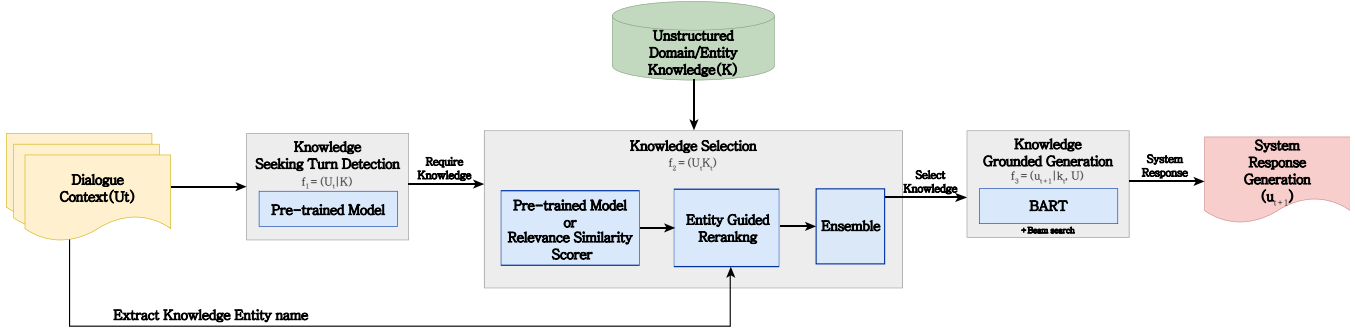 Unstructured
Domain/Entity
Knowledge(K)
Dialogue
Context(Ut)
Knowledge
Seeking Turn Detection
f₁ = (Uₜ|K)
Pre-trained Model
Require
Knowledge
Knowledge Selection
f₂ = (UₜKₜ)
Pre-trained Model
or
Relevance Similarity
Scorer
Entity Guided
Rerankng
Ensemble
Select
Knowledge
Knowledge
Grounded Generation
f₃ = (uₜ₊₁|kₜ, U)
BART
+Beam search
System
Response
System
Response
Generation
(uₜ₊₁)
Extract Knowledge Entity name